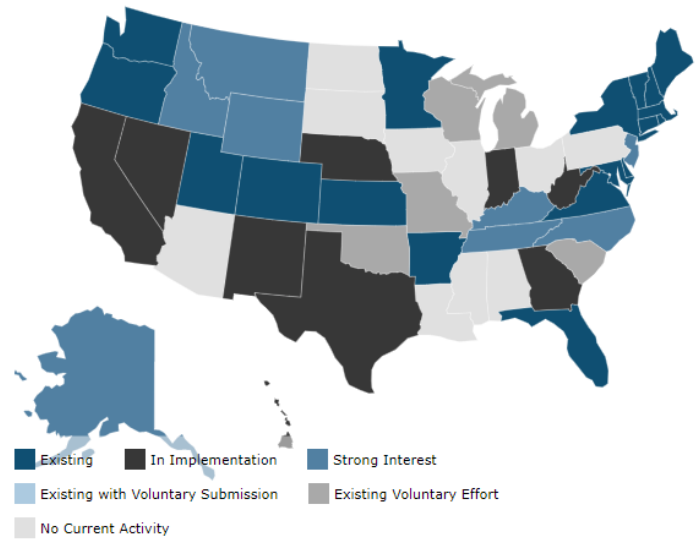 Existing In Implementation Strong Interest
Existing with Voluntary Submission Existing Voluntary Effort
No Current Activity